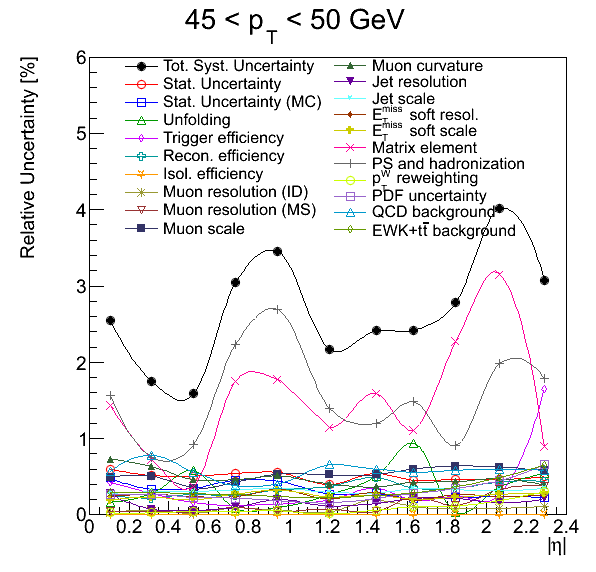 45 < pT < 50 GeV
Relative Uncertainty [%]
6
5
4
3
2
1
0
Tot. Syst. Uncertainty
Stat. Uncertainty
Stat. Uncertainty (MC)
Unfolding
Trigger efficiency
Recon. efficiency
Isol. efficiency
Muon resolution (ID)
Muon resolution (MS)
Muon scale
Muon curvature
Jet resolution
Jet scale
E_T^miss soft resol.
E_T^miss soft scale
Matrix element
PS and hadronization
p_T^W reweighting
PDF uncertainty
QCD background
EWK+tt̄ background
0 0.2 0.4 0.6 0.8 1 1.2 1.4 1.6 1.8 2 2.2 2.4
|η|